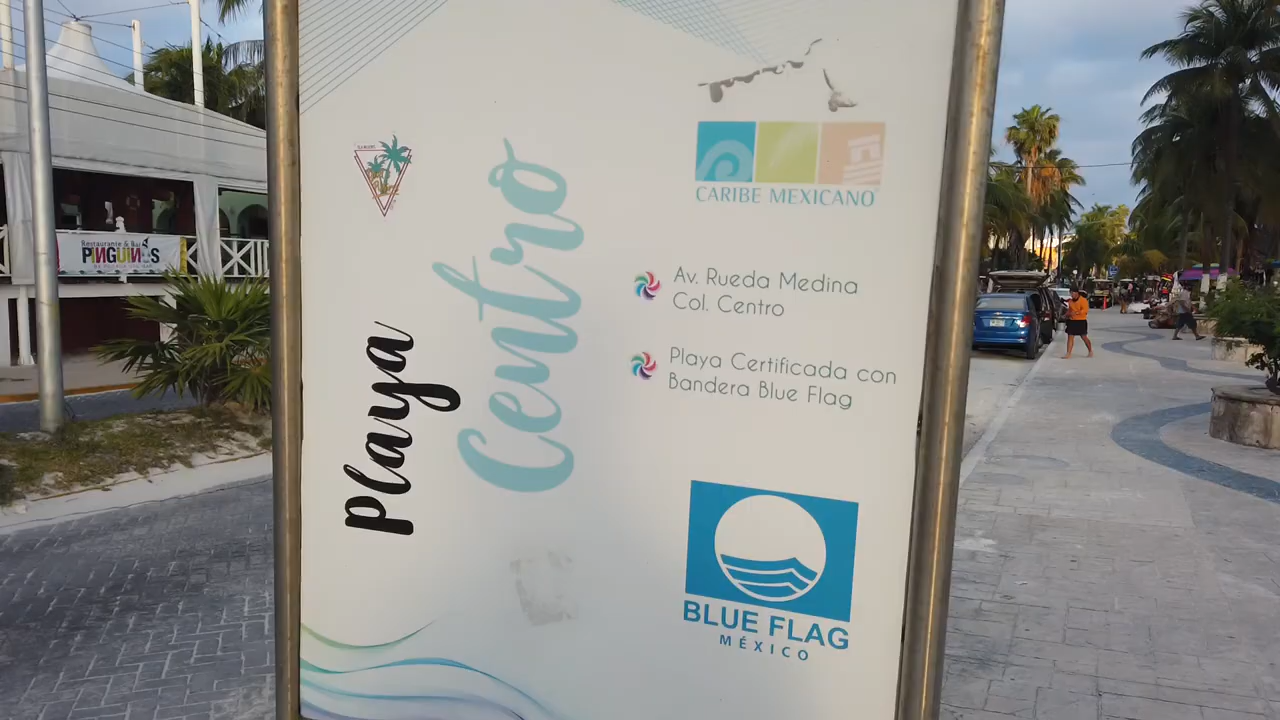 Playa
Centro
CARIBE MEXICANO
Av. Rueda Medina
Col. Centro
Playa Certificada con
Bandera Blue Flag
BLUE FLAG
MÉXICO
Restaurante & Bar
PINGUINOS